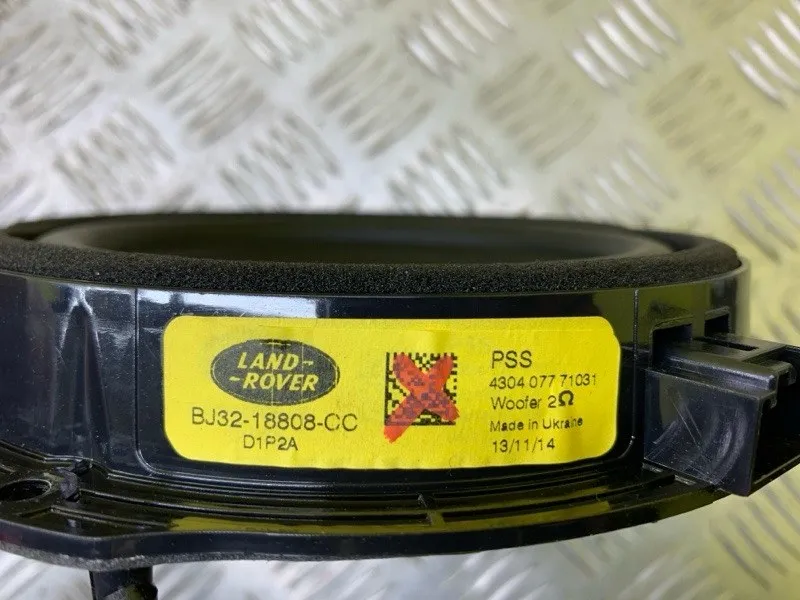 LAND-
-ROVER
BJ32-18808-CC
D1P2A
PSS
4304 077 71031
Woofer 2Ω
Made in Ukraine
13/11/14